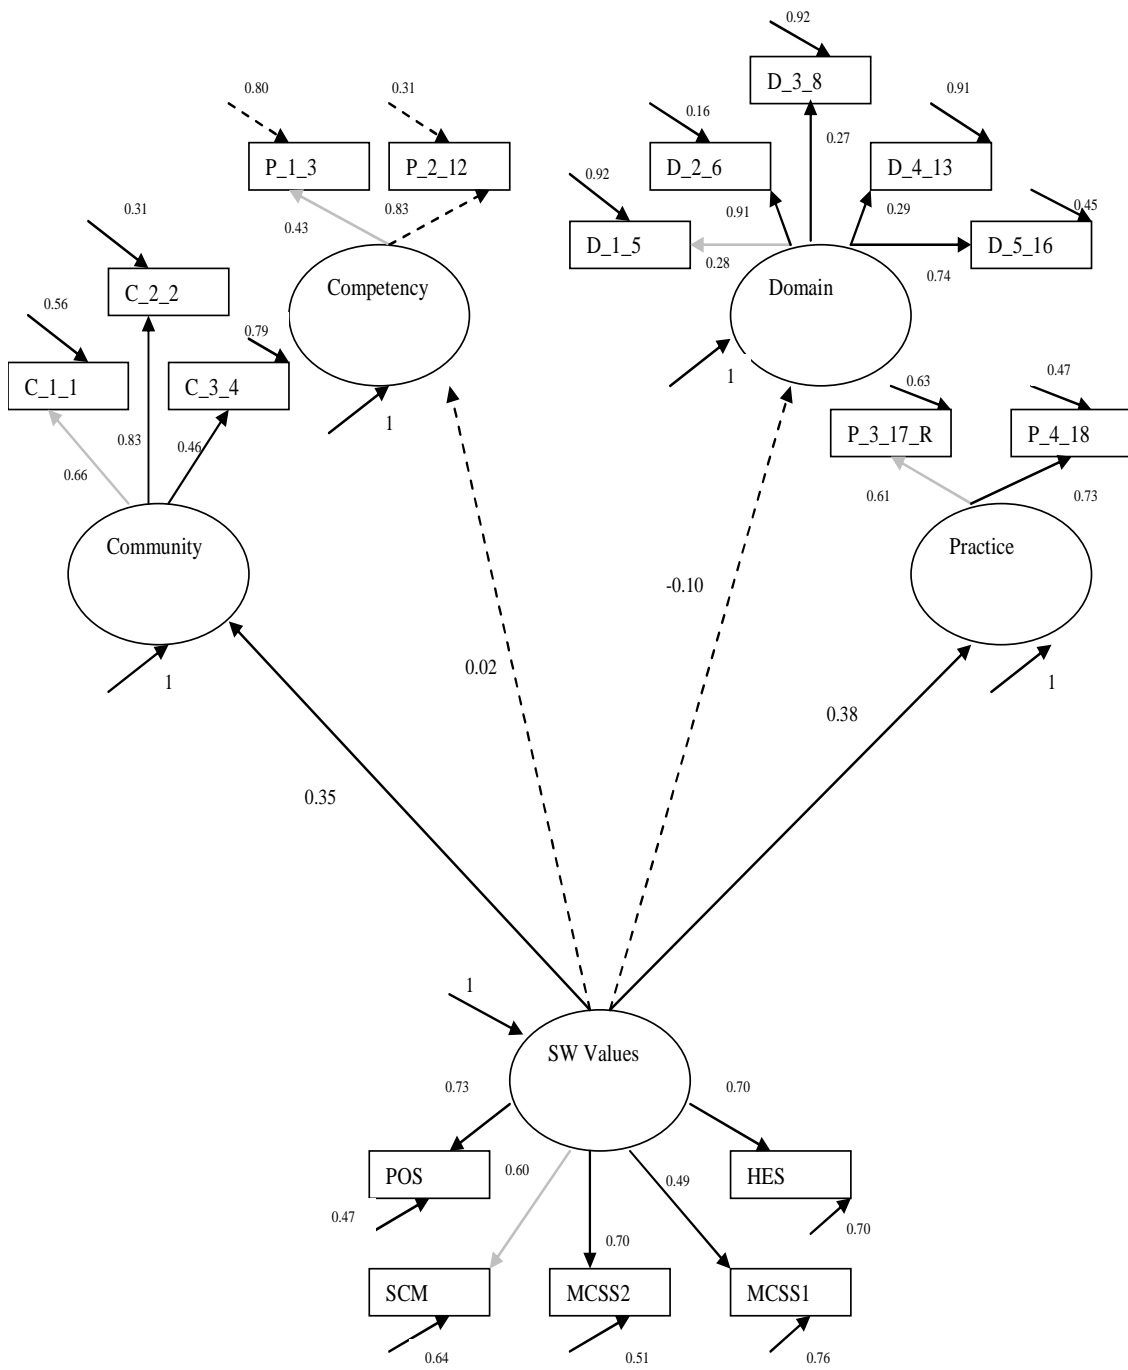 0.92
D_3_8
0.80
0.31
0.16
0.91
P_1_3
P_2_12
0.27
D_2_6
D_4_13
0.92
0.31
0.43
0.83
0.91
0.29
0.45
D_1_5
D_5_16
0.28
0.74
C_2_2
Competency
Domain
0.56
0.79
C_1_1
C_3_4
1
0.63
0.47
1
P_3_17_R
P_4_18
0.83
0.46
0.66
0.61
0.73
Community
Practice
-0.10
0.02
1
1
0.38
0.35
1
SW Values
0.73
0.70
POS
0.60
0.49
HES
0.47
0.70
0.70
SCM
MCSS2
MCSS1
0.64
0.51
0.76